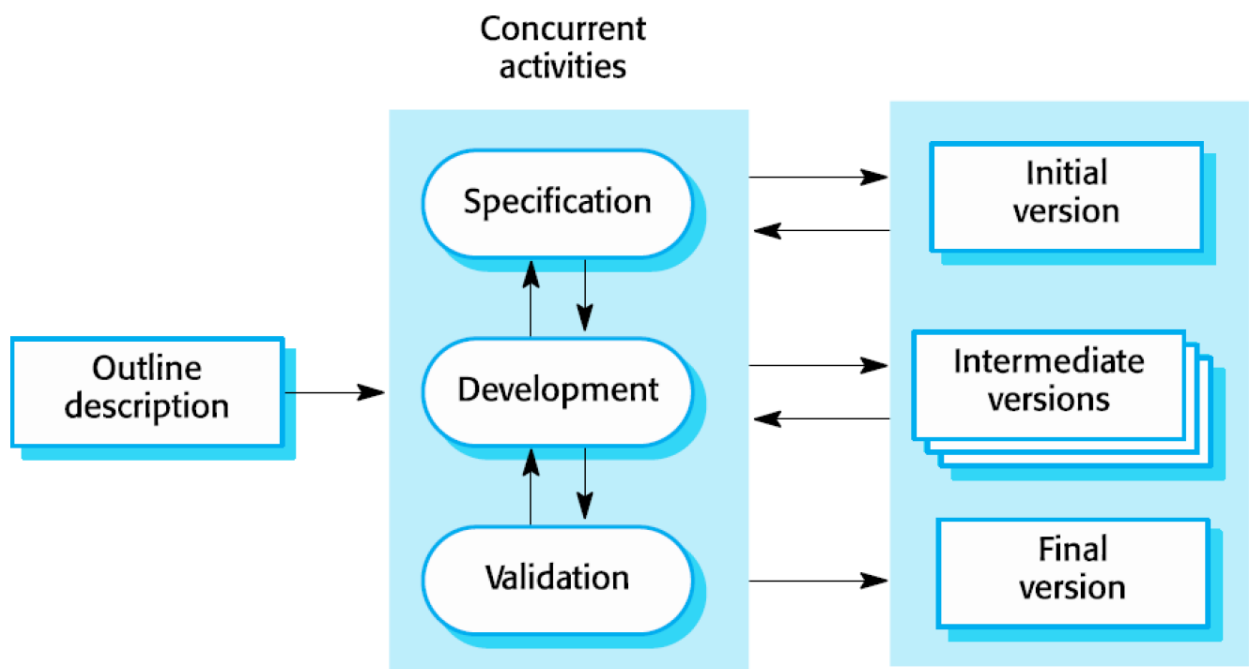 Concurrent
activities
Outline
description
Specification
Development
Validation
Initial
version
Intermediate
versions
Final
version